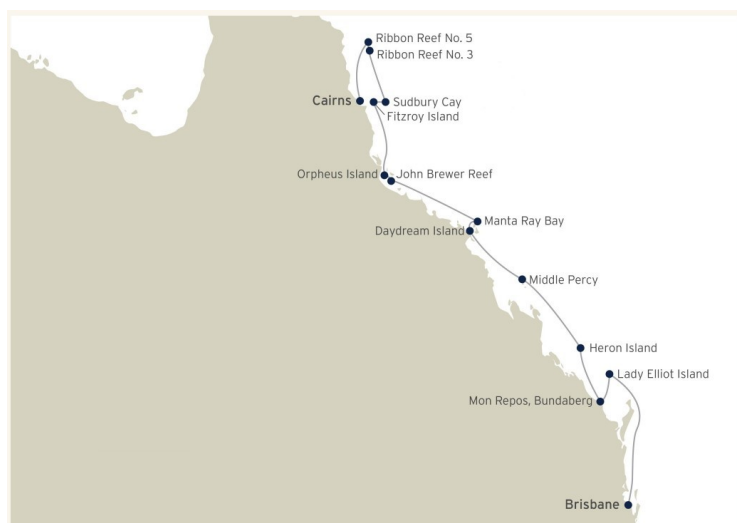 Ribbon Reef No. 5
Ribbon Reef No. 3
Cairns
Sudbury Cay
Fitzroy Island
Orpheus Island
John Brewer Reef
Manta Ray Bay
Daydream Island
Middle Percy
Heron Island
Lady Elliot Island
Mon Repos, Bundaberg
Brisbane